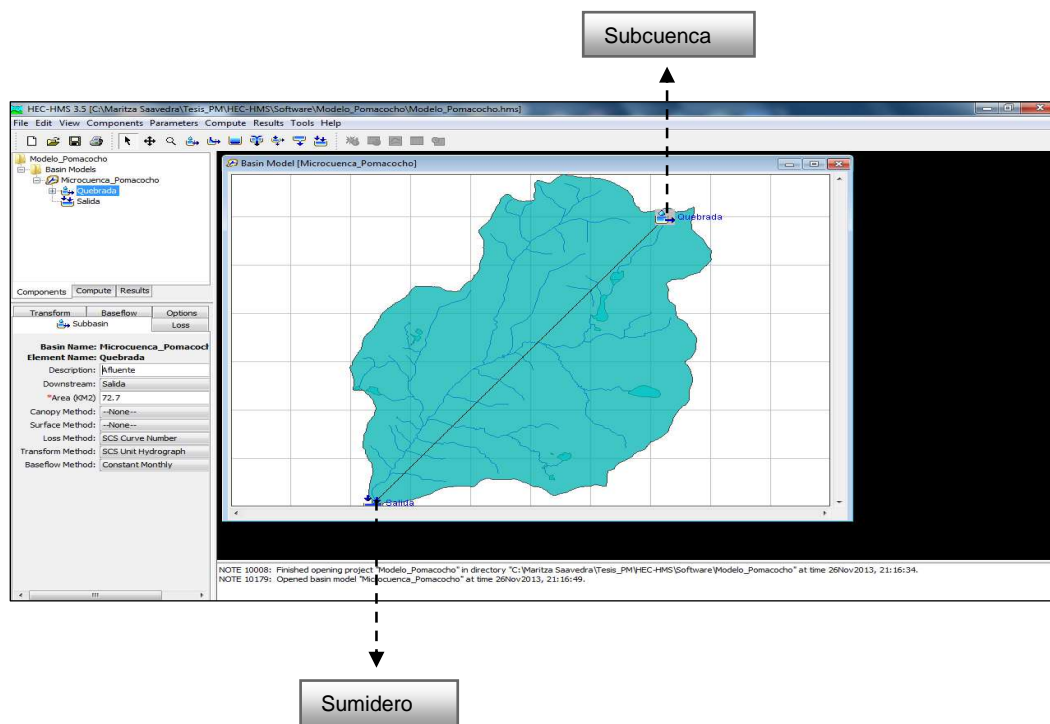 Subcuenca
HEC-HMS 3.5 [C:\Maritza Saavedra\Tesis_PM\HEC-HMS\Software\Modelo_Pomacocho\Modelo_Pomacocho.hms]
File Edit View Components Parameters Compute Results Tools Help
Modelo_Pomacocho
Basin Models
Microcuenca_Pomacocho
Quebrada
Salida
Components Compute Results
Transform Baseflow Options
Subbasin Loss
Basin Name: Microcuenca_Pomacoch
Element Name: Quebrada
Description: Afluente
Downstream: Salida
*Area (KM2) 72.7
Canopy Method: --None--
Surface Method: --None--
Loss Method: SCS Curve Number
Transform Method: SCS Unit Hydrograph
Baseflow Method: Constant Monthly
Basin Model [Microcuenca_Pomacocho]
Quebrada
Salida
NOTE 10008: Finished opening project "Modelo_Pomacocho" in directory "C:\Maritza Saavedra\Tesis_PM\HEC-HMS\Software\Modelo_Pomacocho" at time 26Nov2013, 21:16:34.
NOTE 10179: Opened basin model "Microcuenca_Pomacocho" at time 26Nov2013, 21:16:49.
Sumidero